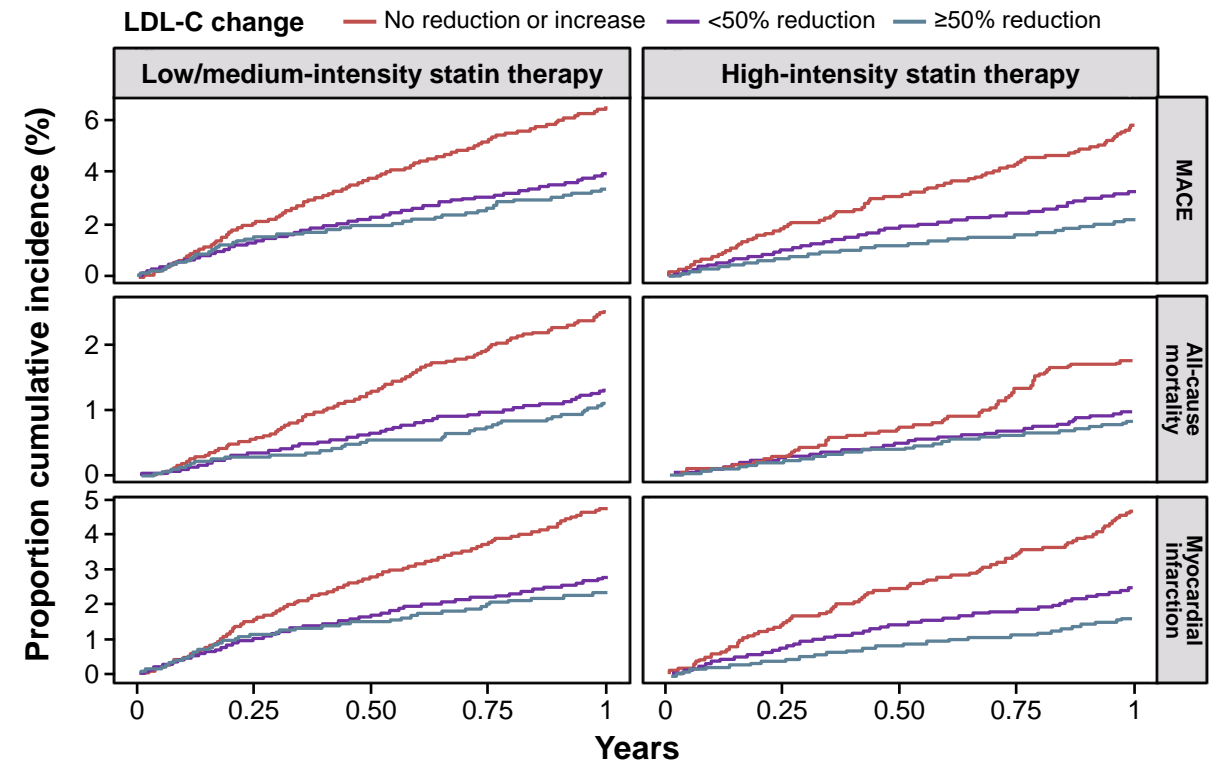 LDL-C change No reduction or increase <50% reduction ≥50% reduction
Low/medium-intensity statin therapy High-intensity statin therapy
Proportion cumulative incidence (%)
6
4
2
0
MACE
2
1
0
All-cause
mortality
5
4
3
2
1
0
Myocardial
infarction
0 0.25 0.50 0.75 1 0 0.25 0.50 0.75 1
Years